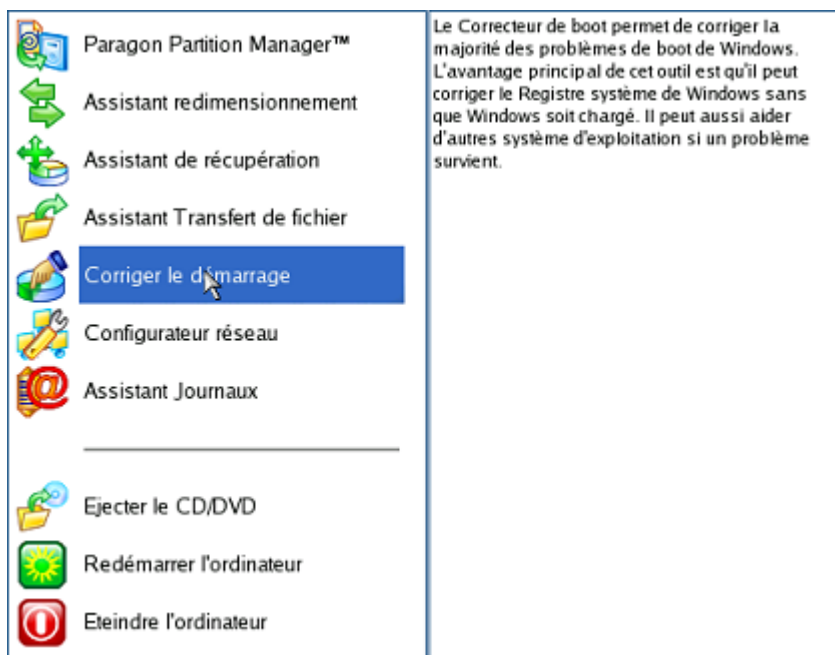 Paragon Partition Manager™
Assistant redimensionnement
Assistant de récupération
Assistant Transfert de fichier
Corriger le démarrage
Configurateur réseau
Assistant Journaux
Ejecter le CD/DVD
Redémarrer l'ordinateur
Eteindre l'ordinateur
Le Correcteur de boot permet de corriger la
majorité des problèmes de boot de Windows.
L'avantage principal de cet outil est qu'il peut
corriger le Registre système de Windows sans
que Windows soit chargé. Il peut aussi aider
d'autres système d'exploitation si un problème
survient.